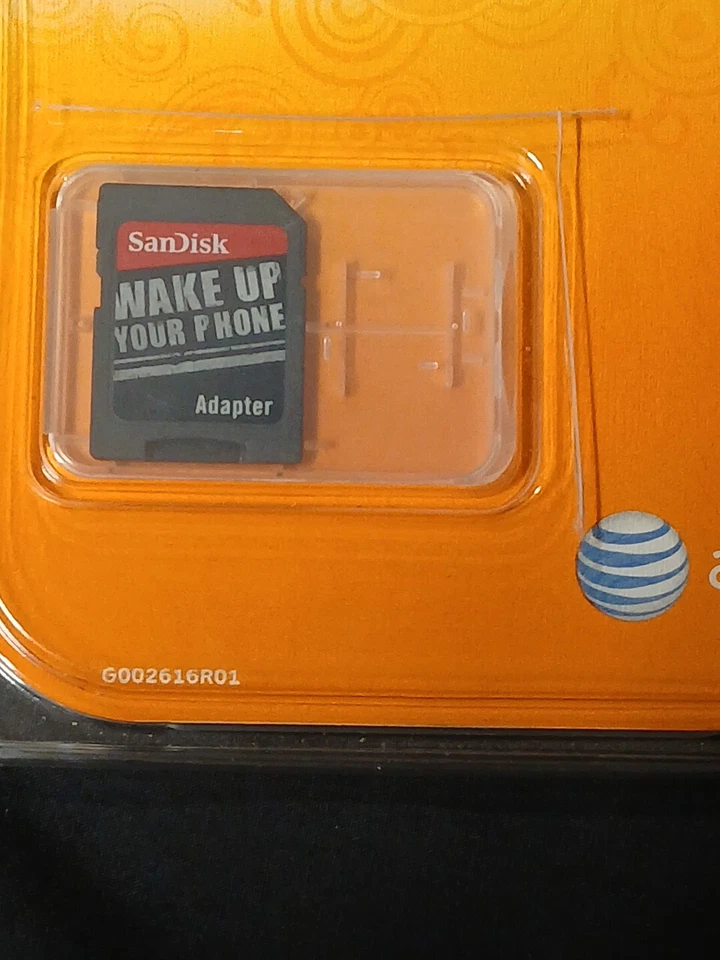 SanDisk
WAKE UP
YOUR PHONE
Adapter
G002616R01